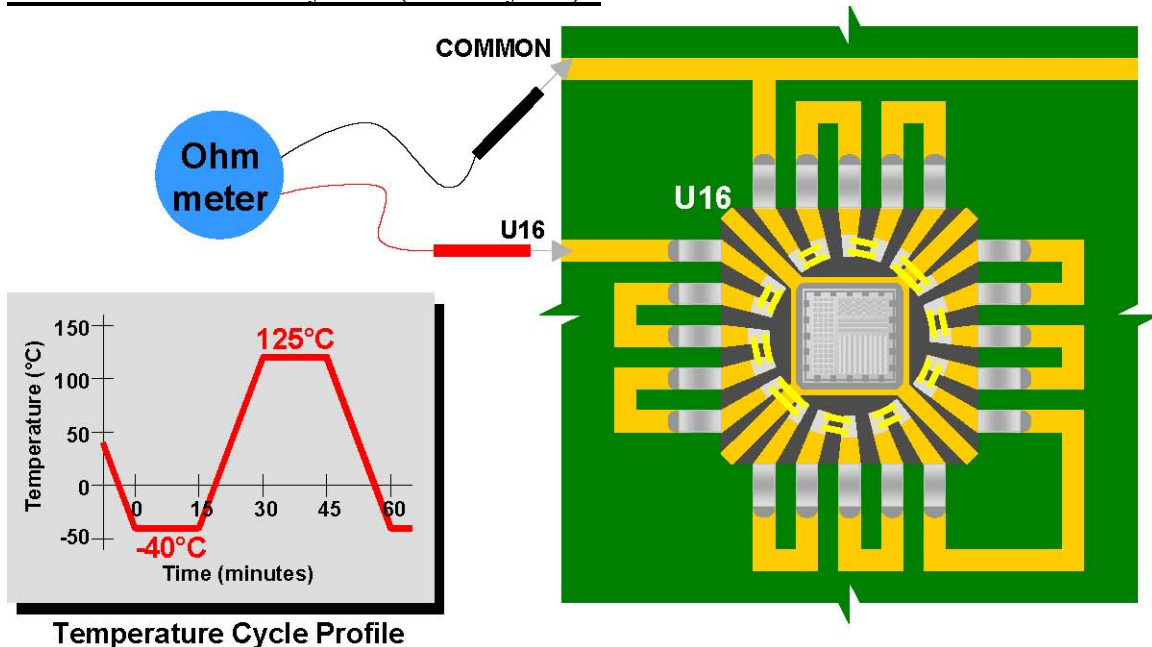 COMMON
Ohm
meter
U16
U16
150
125°C
100
50
0
-50
0 15 30 45 60
-40°C
Temperature (°C)
Time (minutes)
Temperature Cycle Profile